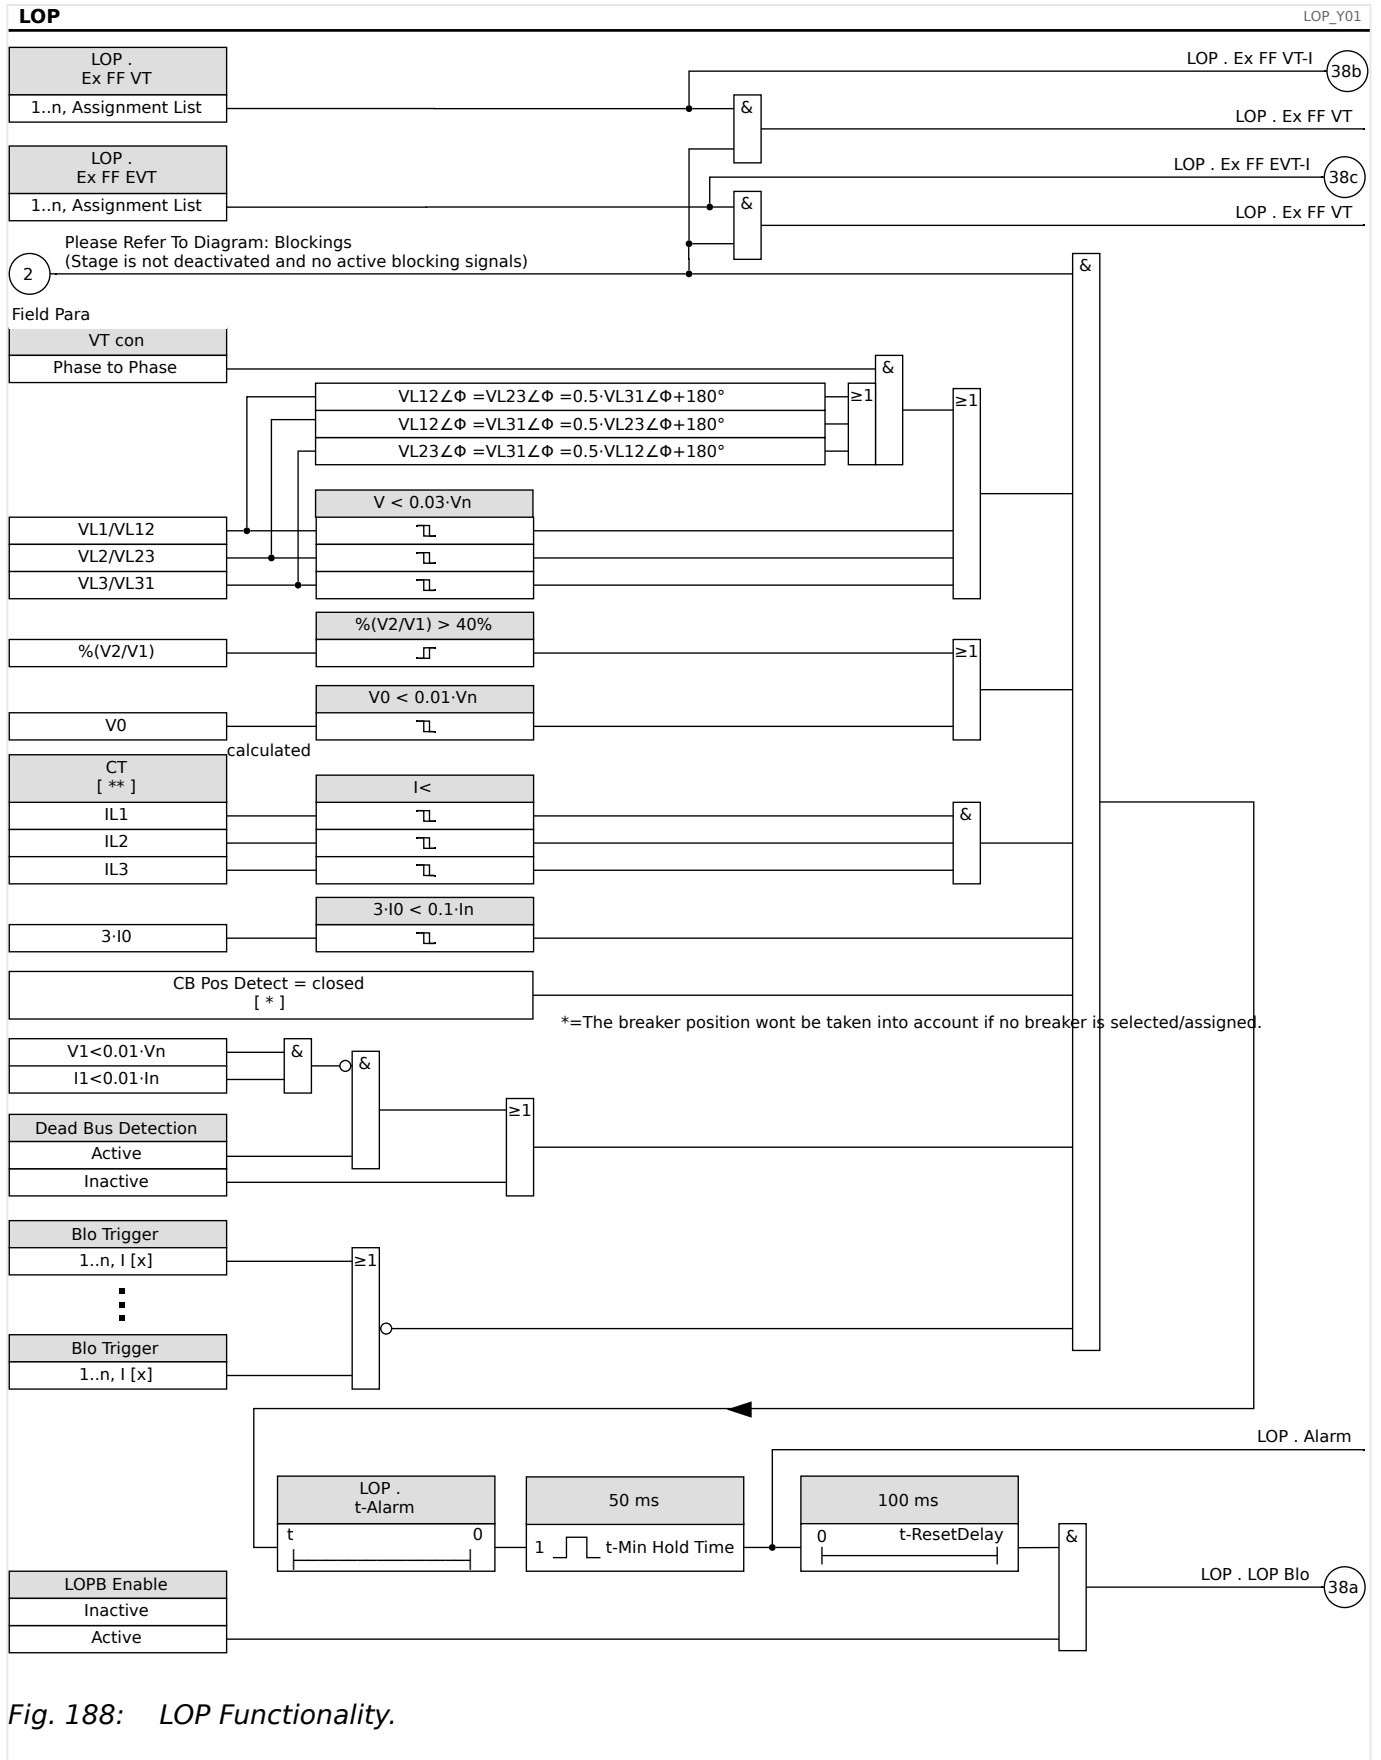 LOP
LOP_Y01
LOP .
Ex FF VT
1..n, Assignment List
LOP . Ex FF VT-I
38b
&
LOP . Ex FF VT
LOP .
Ex FF EVT
1..n, Assignment List
LOP . Ex FF EVT-I
38c
&
LOP . Ex FF VT
Please Refer To Diagram: Blockings
(Stage is not deactivated and no active blocking signals)
2
&
Field Para
VT con
Phase to Phase
&
VL12∠Φ =VL23∠Φ =0.5·VL31∠Φ+180°
VL12∠Φ =VL31∠Φ =0.5·VL23∠Φ+180°
VL23∠Φ =VL31∠Φ =0.5·VL12∠Φ+180°
≥1
≥1
V < 0.03·Vn
VL1/VL12
VL2/VL23
VL3/VL31
%(V2/V1) > 40%
%(V2/V1)
≥1
V0 < 0.01·Vn
V0
calculated
CT
[ ** ]
I<
IL1
IL2
IL3
&
3·I0 < 0.1·In
3·I0
CB Pos Detect = closed
[ * ]
*=The breaker position wont be taken into account if no breaker is selected/assigned.
V1<0.01·Vn
I1<0.01·In
&
&
Dead Bus Detection
Active
Inactive
≥1
Blo Trigger
1..n, I [x]
≥1
Blo Trigger
1..n, I [x]
LOP . Alarm
LOP .
t-Alarm
t 0
50 ms
1 t-Min Hold Time
100 ms
0 t-ResetDelay
&
LOPB Enable
Inactive
Active
LOP . LOP Blo
38a
Fig. 188: LOP Functionality.